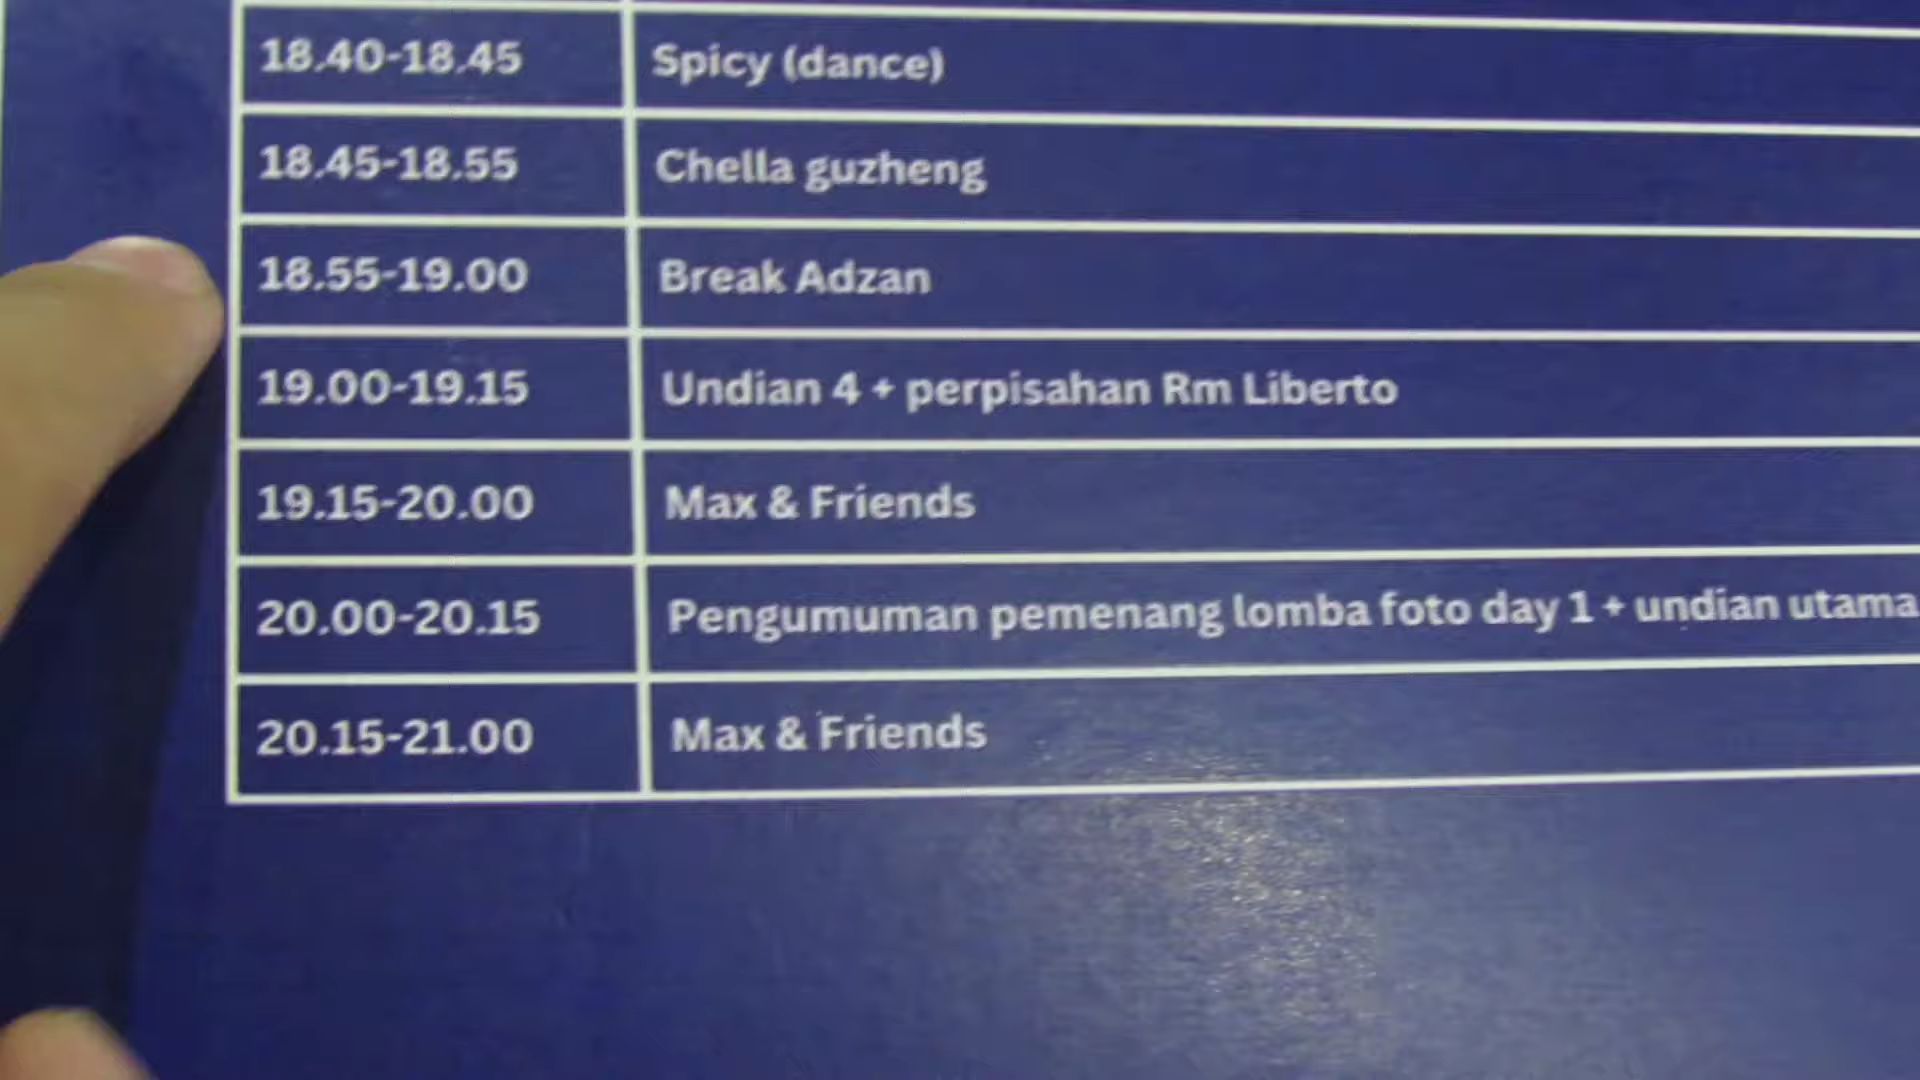 18.40-18.45 Spicy (dance)
18.45-18.55 Chella guzheng
18.55-19.00 Break Adzan
19.00-19.15 Undian 4 + perpisahan Rm Liberto
19.15-20.00 Max & Friends
20.00-20.15 Pengumuman pemenang lomba foto day 1 + undian utama
20.15-21.00 Max & Friends